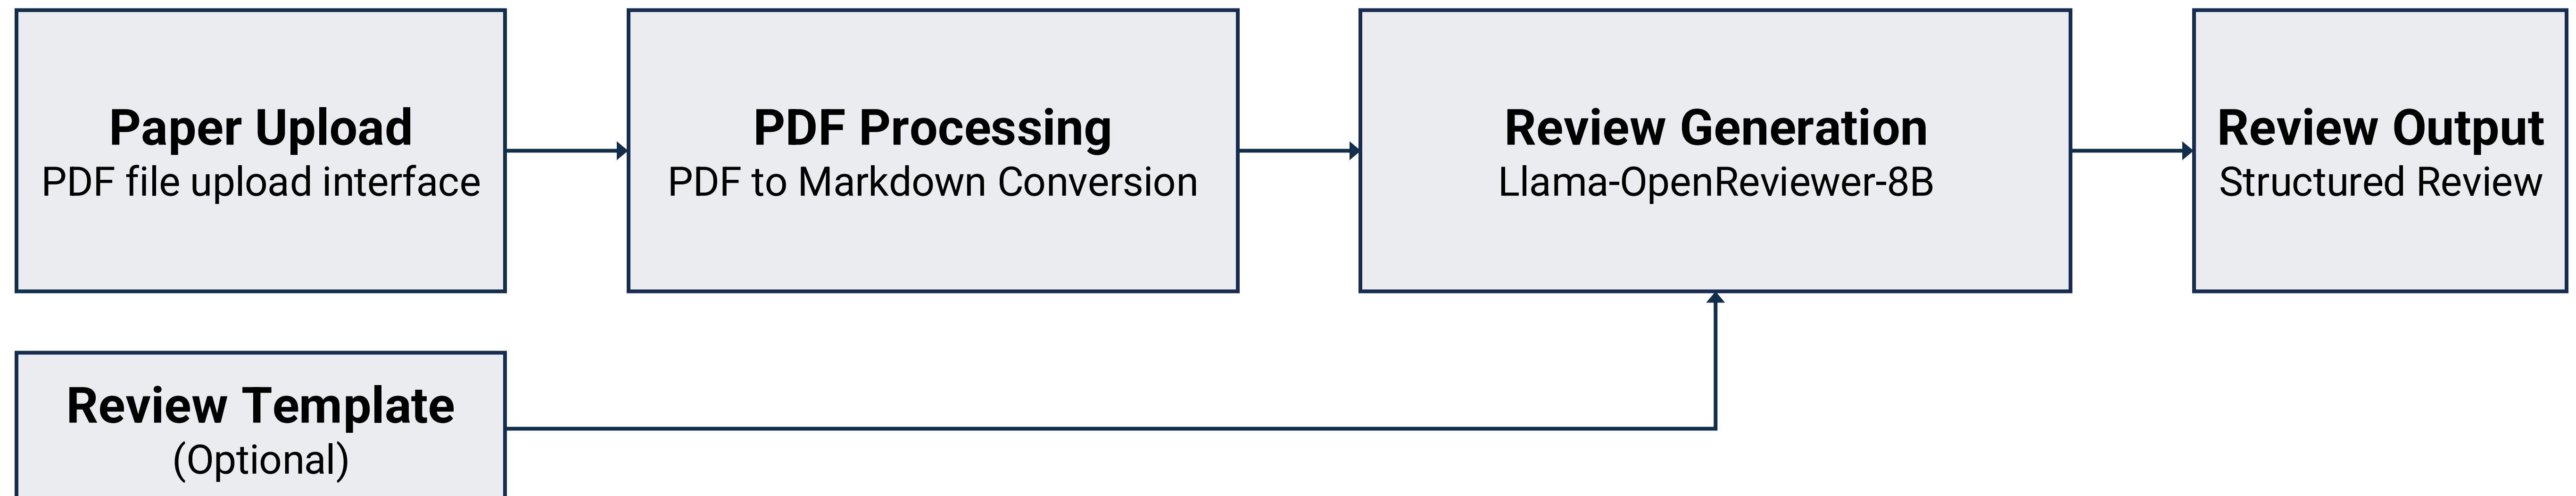 Paper Upload
PDF file upload interface
PDF Processing
PDF to Markdown Conversion
Review Generation
Llama-OpenReviewer-8B
Review Output
Structured Review
Review Template
(Optional)